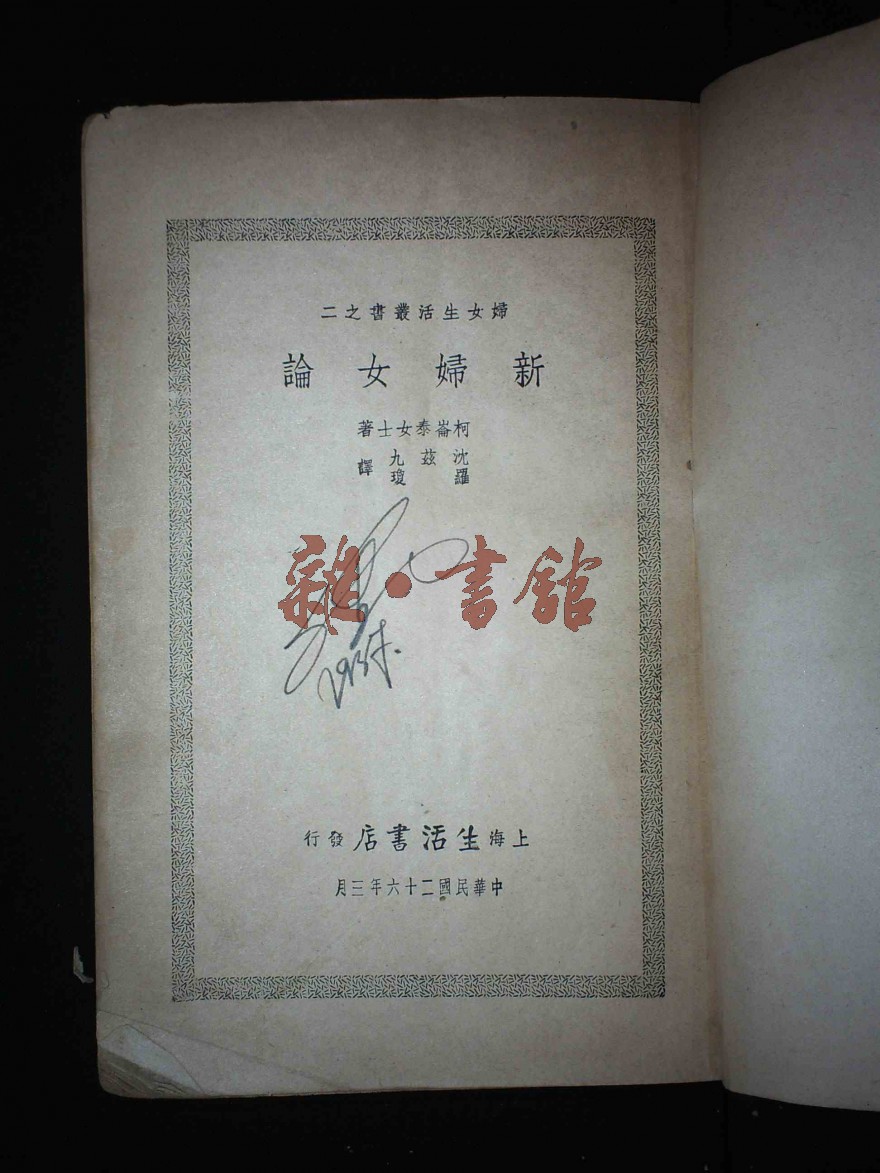 婦女生活叢書之二
新婦女論
柯崙泰女士著
沈茲九
羅瓊 譯
雜·書館
上海生活書店發行
中華民國二十六年三月